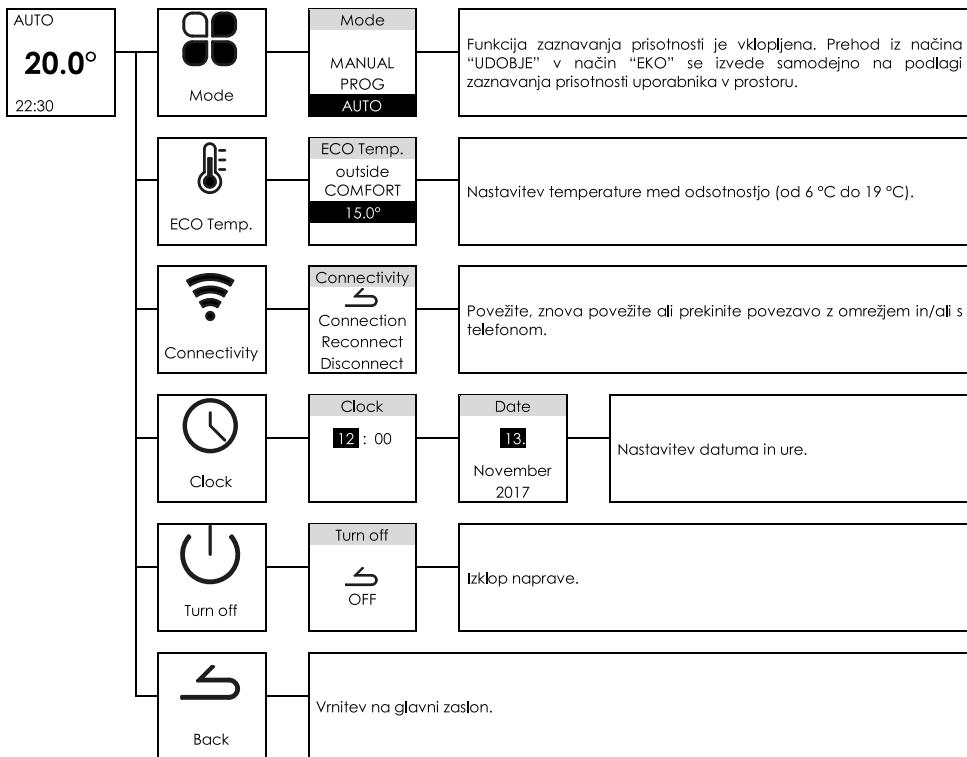 AUTO
20.0°
22:30
Mode
Mode
MANUAL
PROG
AUTO
Funkcija zaznavanja prisotnosti je vklopljena. Prehod iz načina
“UDOBJE” v način “EKO” se izvede samodejno na podlagi
zaznavanja prisotnosti uporabnika v prostoru.
ECO Temp.
ECO Temp.
outside
COMFORT
15.0°
Nastavitev temperature med odsotnostjo (od 6 °C do 19 °C).
Connectivity
Connectivity
Connection
Reconnect
Disconnect
Povežite, znova povežite ali prekinite povezavo z omrežjem in/ali s
telefonom.
Clock
Clock
12 : 00
Date
13.
November
2017
Nastavitev datuma in ure.
Turn off
Turn off
OFF
Izklop naprave.
Back
Vrnitev na glavni zaslon.